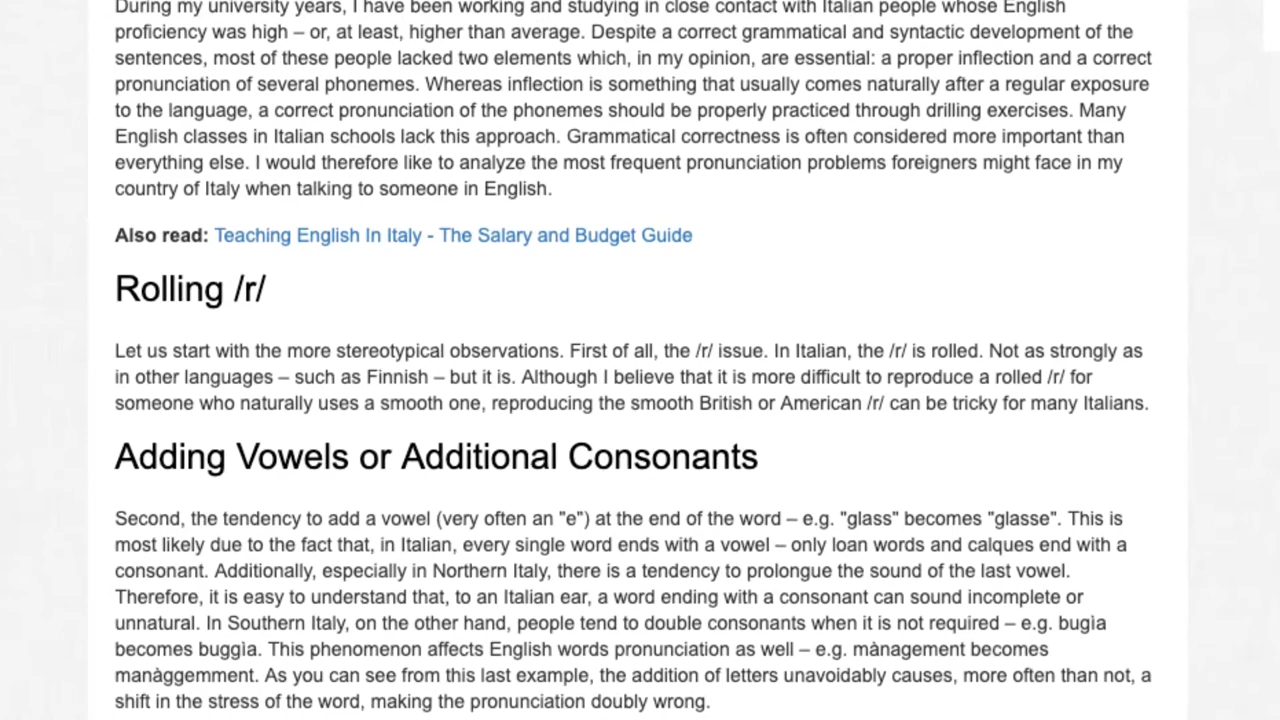 During my university years, I have been working and studying in close contact with Italian people whose English
proficiency was high – or, at least, higher than average. Despite a correct grammatical and syntactic development of the
sentences, most of these people lacked two elements which, in my opinion, are essential: a proper inflection and a correct
pronunciation of several phonemes. Whereas inflection is something that usually comes naturally after a regular exposure
to the language, a correct pronunciation of the phonemes should be properly practiced through drilling exercises. Many
English classes in Italian schools lack this approach. Grammatical correctness is often considered more important than
everything else. I would therefore like to analyze the most frequent pronunciation problems foreigners might face in my
country of Italy when talking to someone in English.
Also read: Teaching English In Italy - The Salary and Budget Guide
Rolling /r/
Let us start with the more stereotypical observations. First of all, the /r/ issue. In Italian, the /r/ is rolled. Not as strongly as
in other languages – such as Finnish – but it is. Although I believe that it is more difficult to reproduce a rolled /r/ for
someone who naturally uses a smooth one, reproducing the smooth British or American /r/ can be tricky for many Italians.
Adding Vowels or Additional Consonants
Second, the tendency to add a vowel (very often an "e") at the end of the word – e.g. "glass" becomes "glasse". This is
most likely due to the fact that, in Italian, every single word ends with a vowel – only loan words and calques end with a
consonant. Additionally, especially in Northern Italy, there is a tendency to prolongue the sound of the last vowel.
Therefore, it is easy to understand that, to an Italian ear, a word ending with a consonant can sound incomplete or
unnatural. In Southern Italy, on the other hand, people tend to double consonants when it is not required – e.g. bugìa
becomes buggìa. This phenomenon affects English words pronunciation as well – e.g. mànagement becomes
manàggemment. As you can see from this last example, the addition of letters unavoidably causes, more often than not, a
shift in the stress of the word, making the pronunciation doubly wrong.